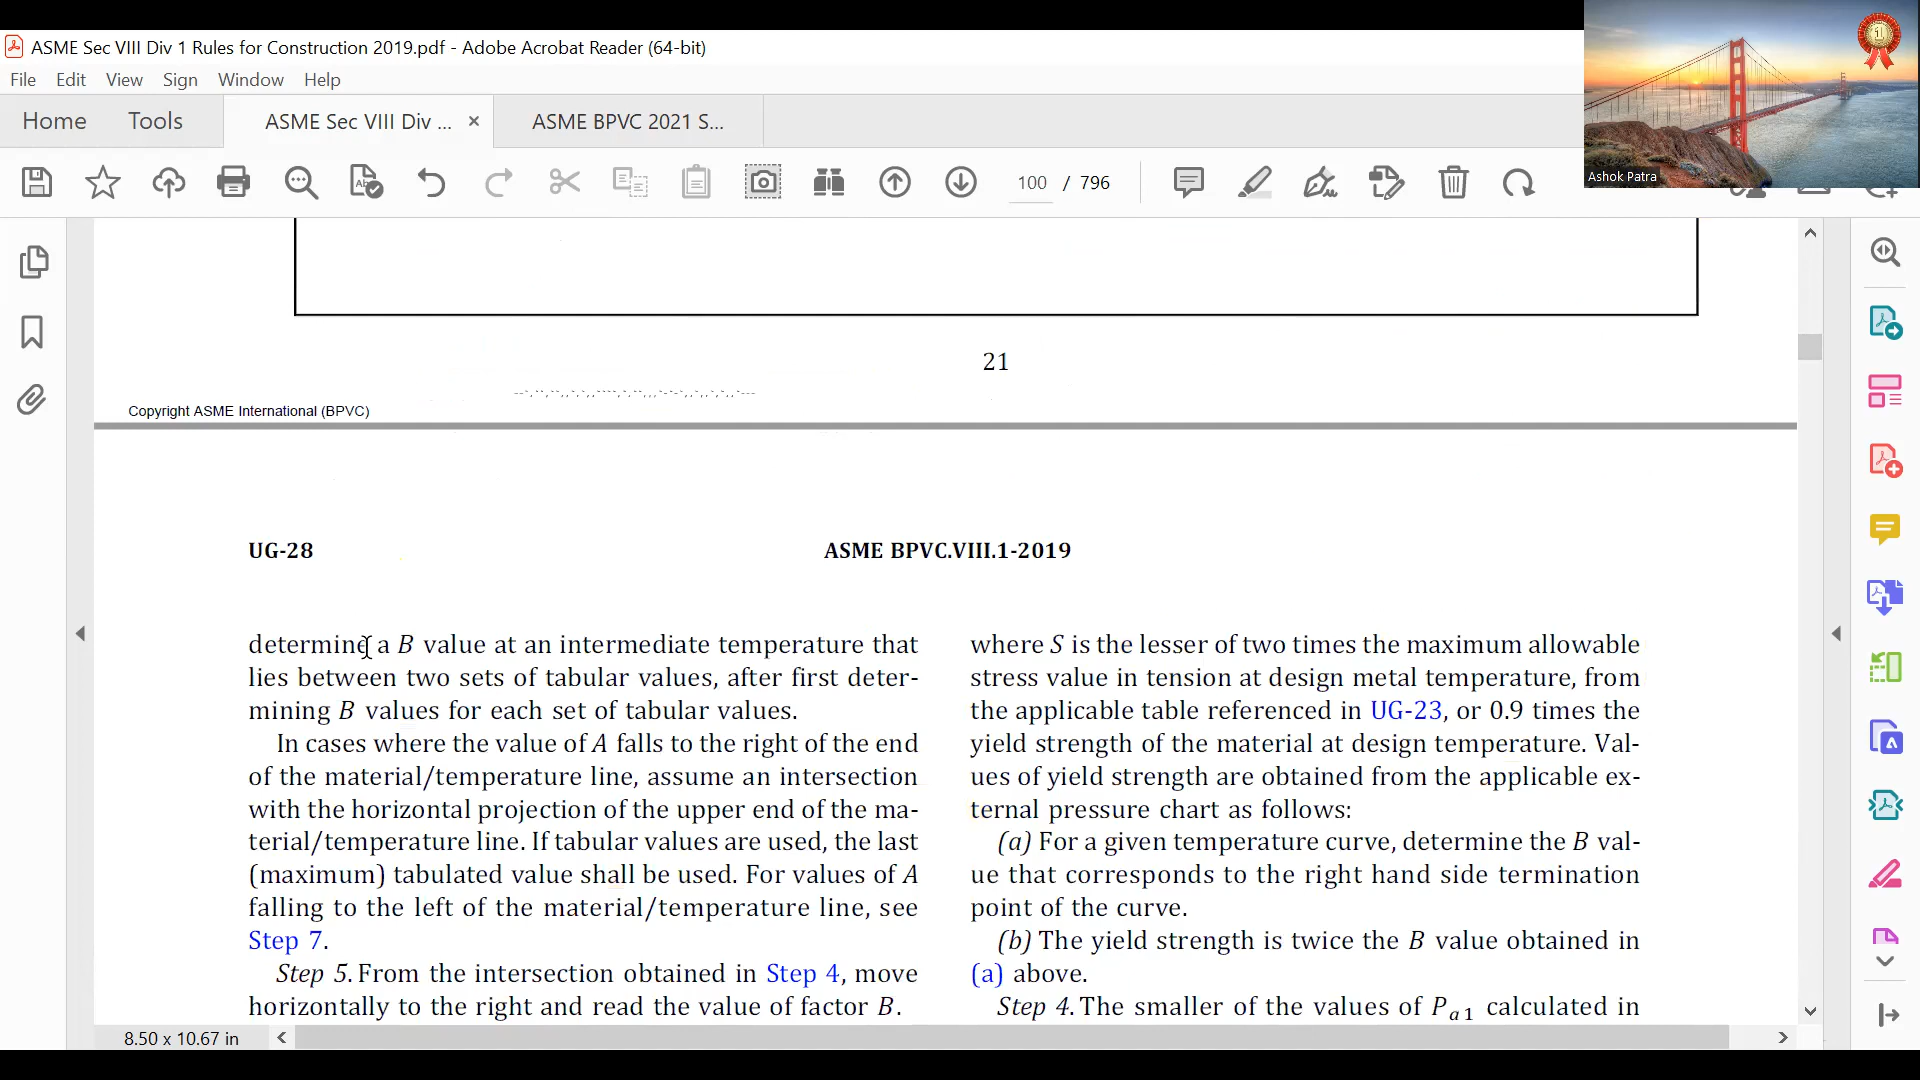 ASME Sec VIII Div 1 Rules for Construction 2019.pdf - Adobe Acrobat Reader (64-bit)
File Edit View Sign Window Help
Home Tools ASME Sec VIII Div ... × ASME BPVC 2021 S...
100 / 796
1
Ashok Patra
21
Copyright ASME International (BPVC)
UG-28 ASME BPVC.VIII.1-2019
determine a B value at an intermediate temperature that
lies between two sets of tabular values, after first deter-
mining B values for each set of tabular values.
In cases where the value of A falls to the right of the end
of the material/temperature line, assume an intersection
with the horizontal projection of the upper end of the ma-
terial/temperature line. If tabular values are used, the last
(maximum) tabulated value shall be used. For values of A
falling to the left of the material/temperature line, see
Step 7.
Step 5. From the intersection obtained in Step 4, move
horizontally to the right and read the value of factor B.
where S is the lesser of two times the maximum allowable
stress value in tension at design metal temperature, from
the applicable table referenced in UG-23, or 0.9 times the
yield strength of the material at design temperature. Val-
ues of yield strength are obtained from the applicable ex-
ternal pressure chart as follows:
(a) For a given temperature curve, determine the B val-
ue that corresponds to the right hand side termination
point of the curve.
(b) The yield strength is twice the B value obtained in
(a) above.
Step 4. The smaller of the values of Pa1 calculated in
8.50 x 10.67 in